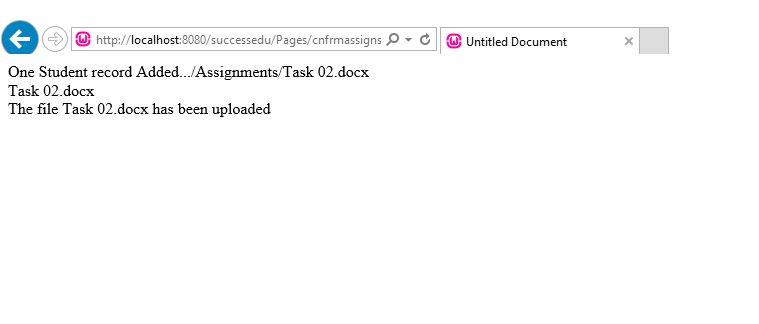 http://localhost:8080/successedu/Pages/cnfrmassigns
Untitled Document
One Student record Added.../Assignments/Task 02.docx
Task 02.docx
The file Task 02.docx has been uploaded